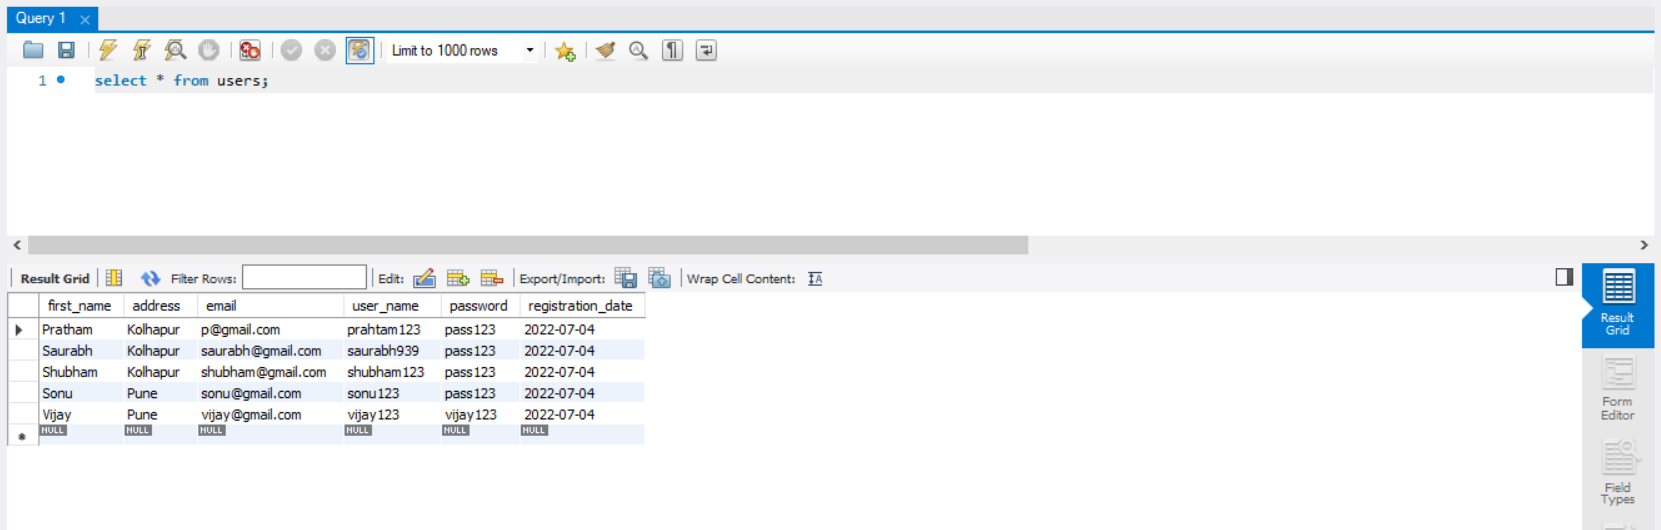 Query 1
Limit to 1000 rows
1 select * from users;
Result Grid Filter Rows: Edit: Export/Import: Wrap Cell Content:
first_name address email user_name password registration_date
Pratham Kolhapur p@gmail.com prahtam123 pass123 2022-07-04
Saurabh Kolhapur saurabh@gmail.com saurabh939 pass123 2022-07-04
Shubham Kolhapur shubham@gmail.com shubham123 pass123 2022-07-04
Sonu Pune sonu@gmail.com sonu123 pass123 2022-07-04
Vijay Pune vijay@gmail.com vijay123 vijay123 2022-07-04
NULL NULL NULL NULL NULL NULL
Result
Grid
Form
Editor
Field
Types